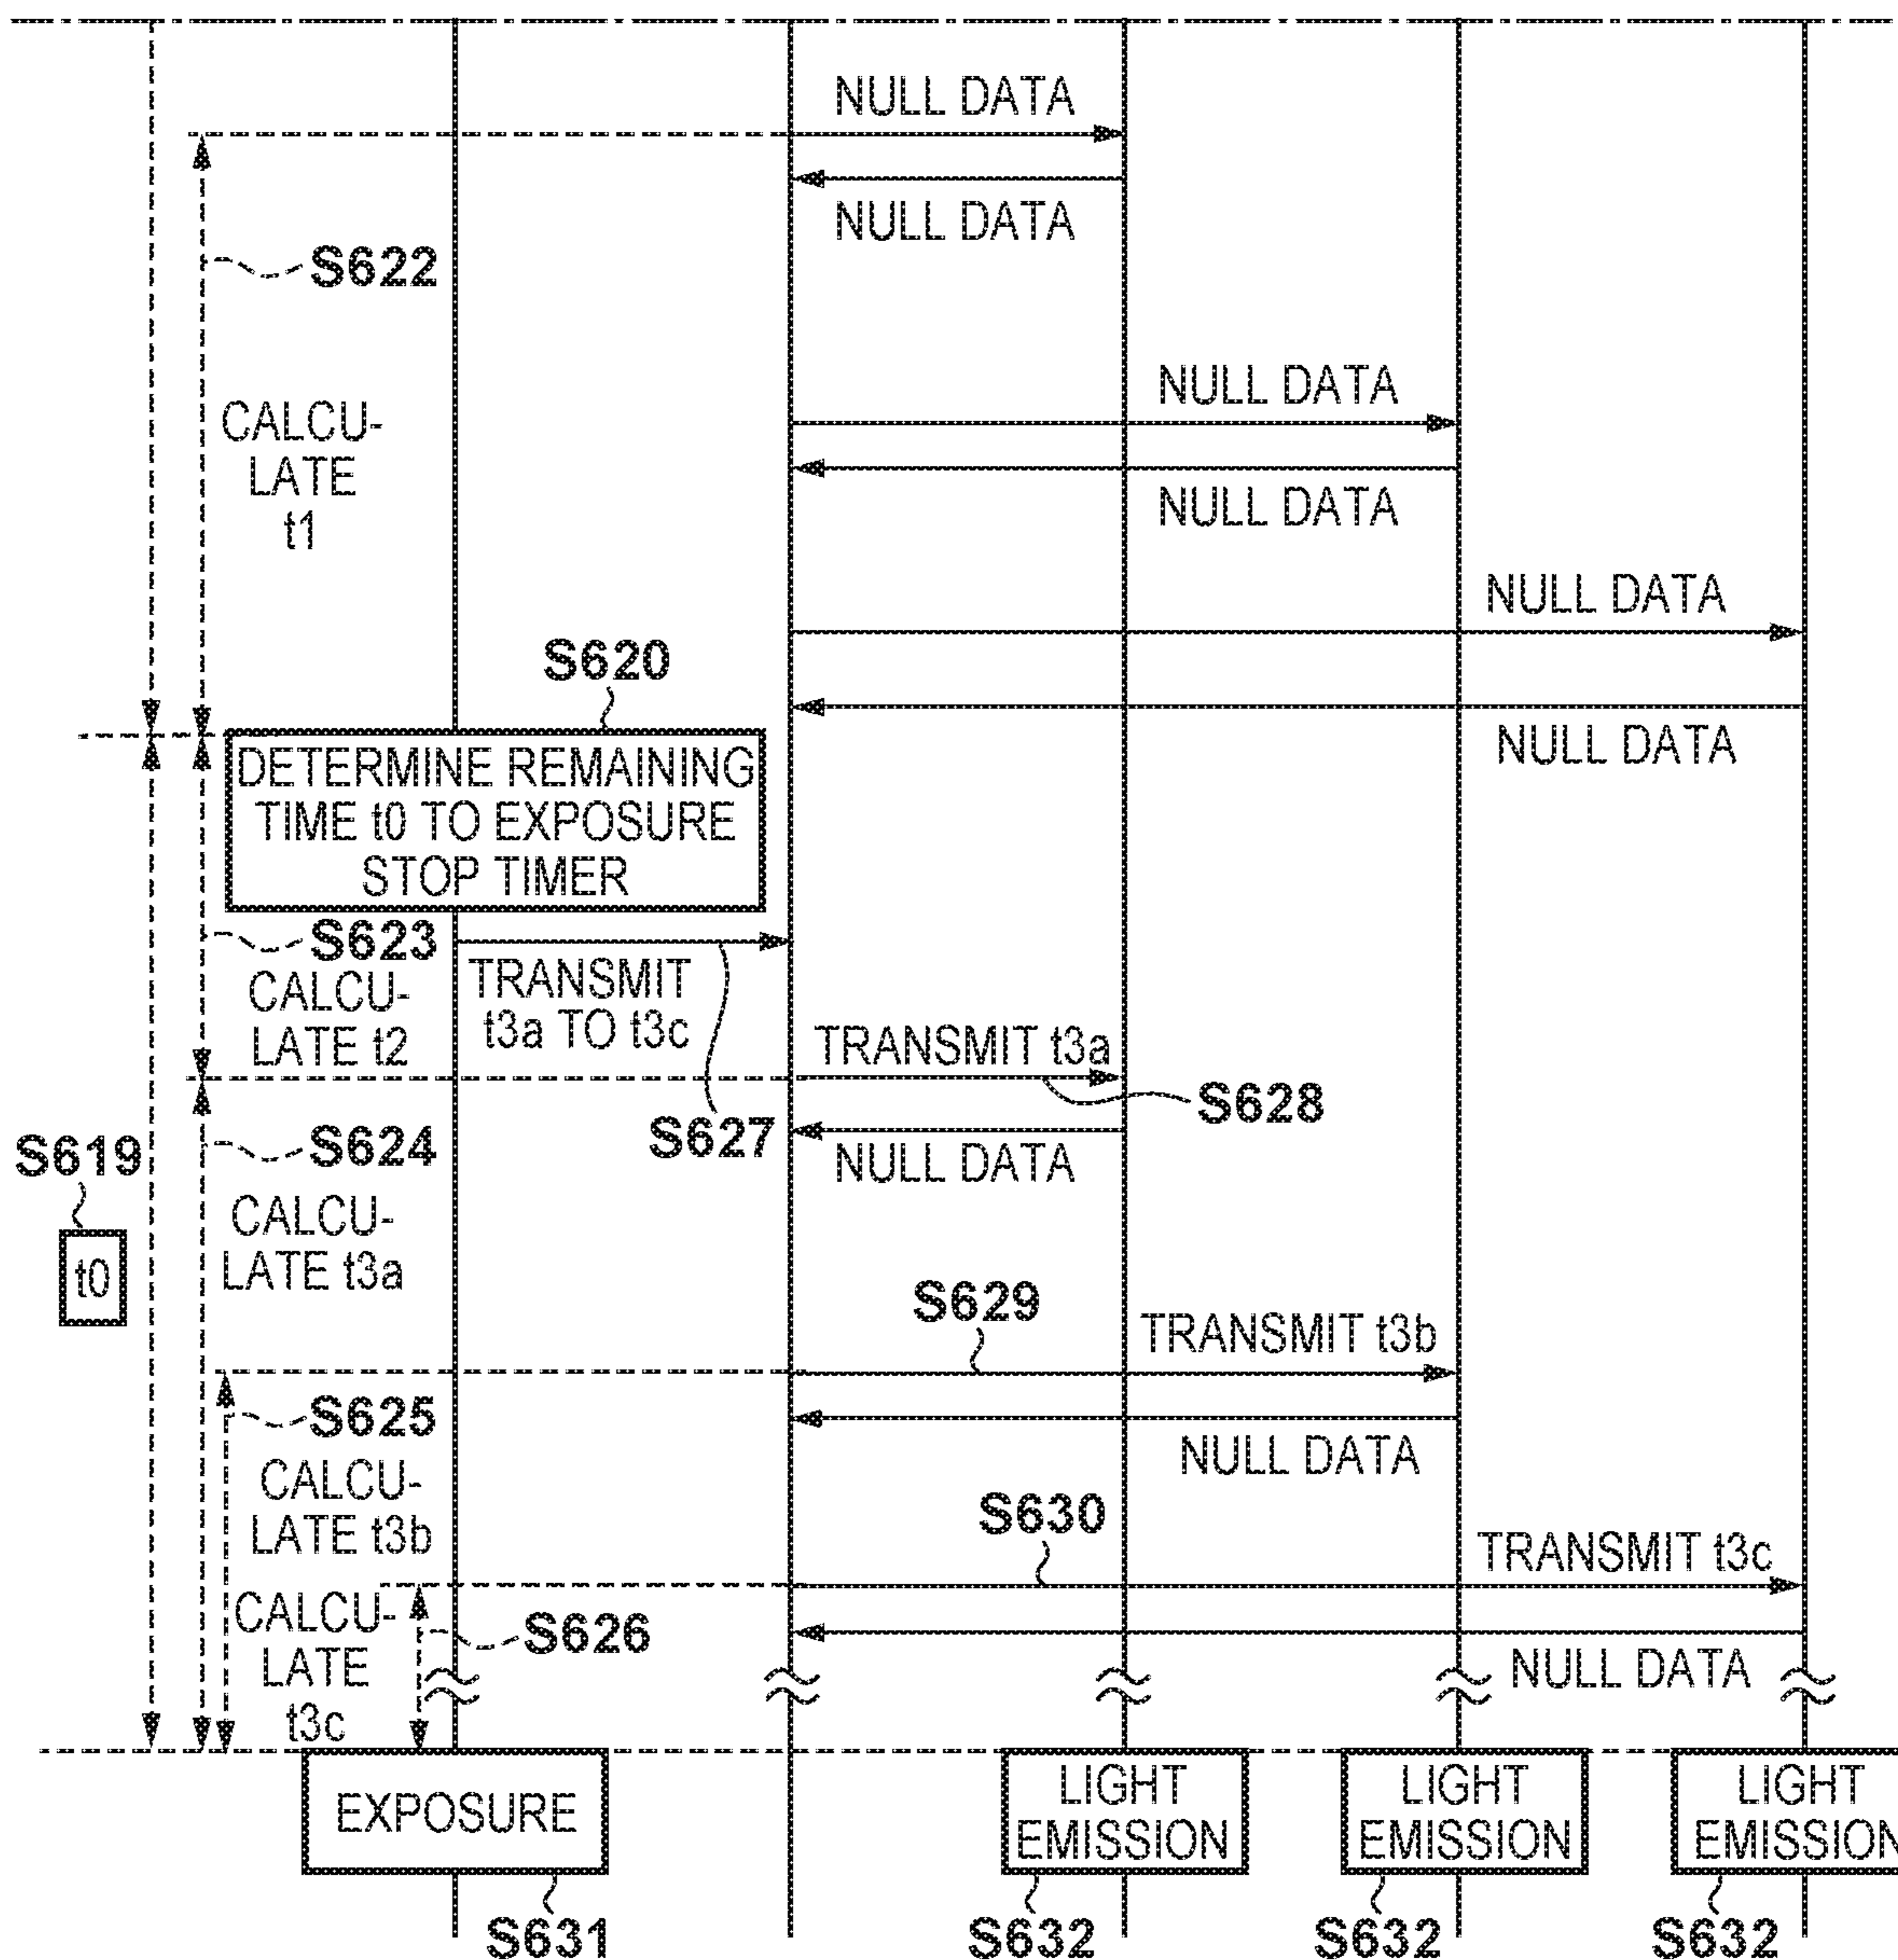 NULL DATA
NULL DATA
S622
CALCU-
LATE
t1
NULL DATA
NULL DATA
NULL DATA
S620
NULL DATA
DETERMINE REMAINING
TIME t0 TO EXPOSURE
STOP TIMER
S623
CALCU-
LATE t2
TRANSMIT
t3a TO t3c
TRANSMIT t3a
S628
S627
S619
t0
S624
NULL DATA
CALCU-
LATE t3a
S629
TRANSMIT t3b
S625
NULL DATA
CALCU-
LATE t3b
S630
TRANSMIT t3c
CALCU-
LATE
t3c
S626
NULL DATA
EXPOSURE
LIGHT
EMISSION
LIGHT
EMISSION
LIGHT
EMISSION
S631
S632
S632
S632